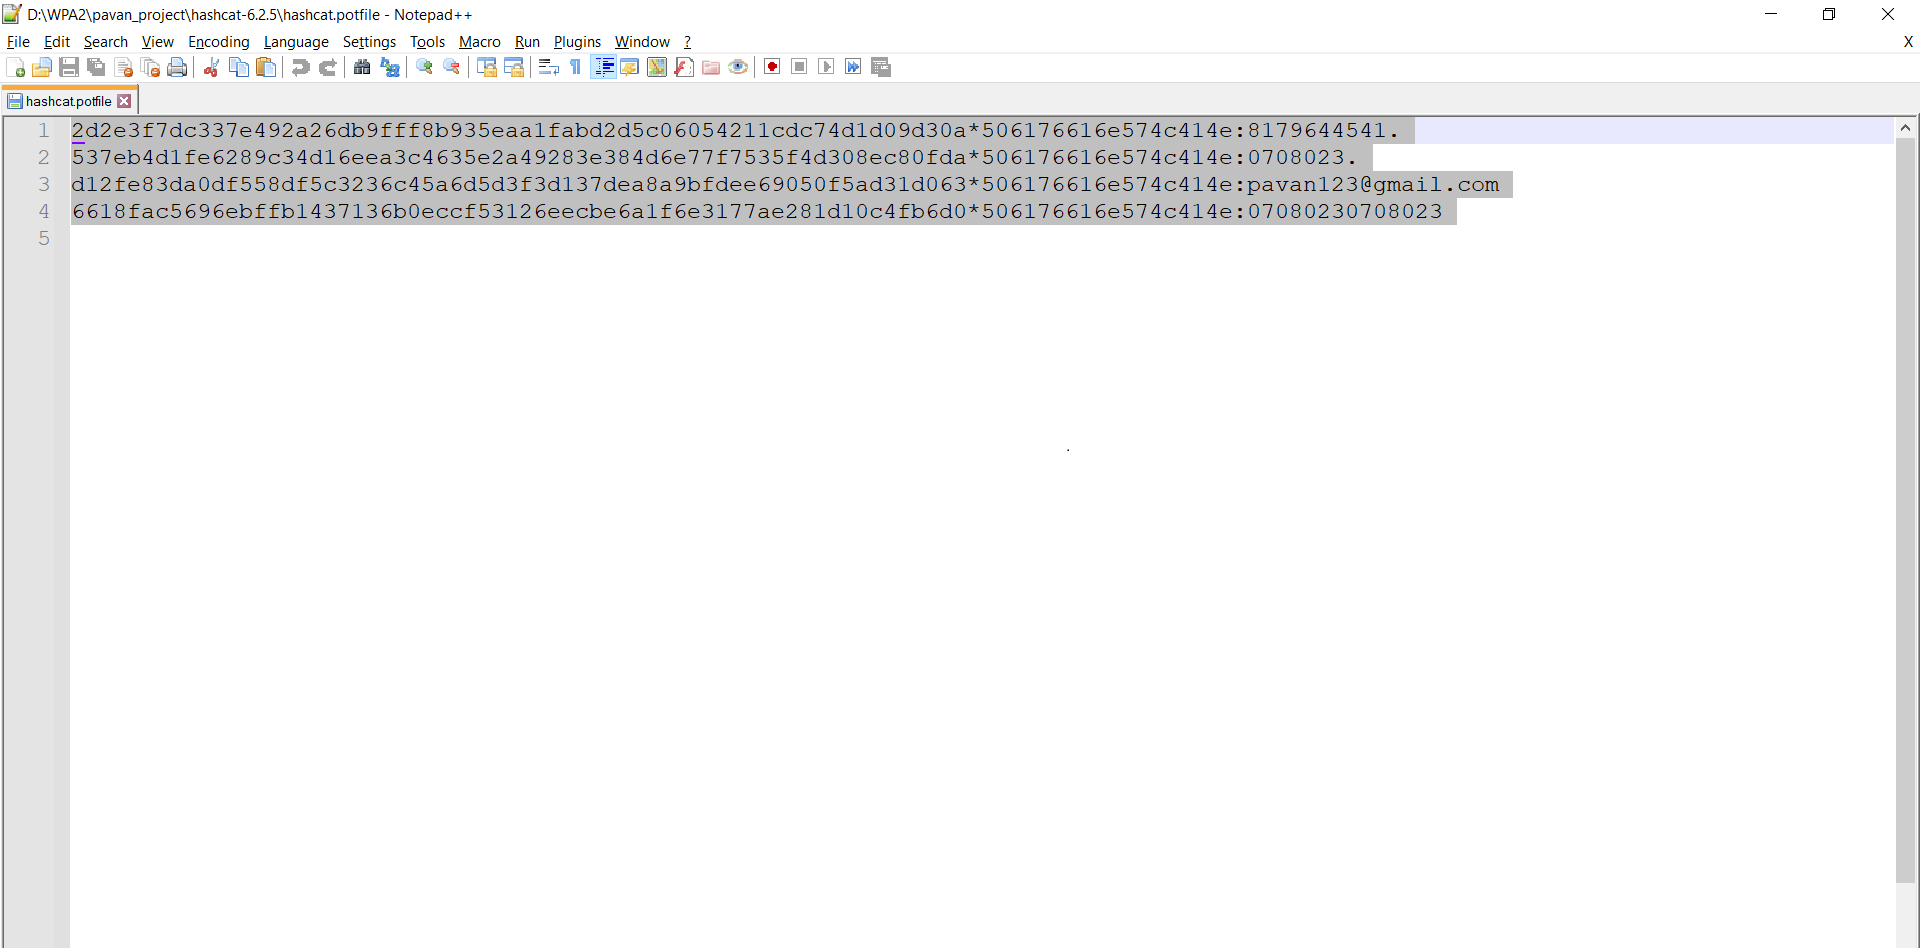 D:\WPA2\pavan_project\hashcat-6.2.5\hashcat.potfile - Notepad++
File Edit Search View Encoding Language Settings Tools Macro Run Plugins Window ? X
hashcat.potfile
1 2d2e3f7dc337e492a26db9fff8b935eaa1fabd2d5c06054211cdc74d1d09d30a*506176616e574c414e:8179644541.
2 537eb4d1fe6289c34d16eea3c4635e2a49283e384d6e77f7535f4d308ec80fda*506176616e574c414e:0708023.
3 d12fe83da0df558df5c3236c45a6d5d3f3d137dea8a9bfdee69050f5ad31d063*506176616e574c414e:pavan123@gmail.com
4 6618fac5696ebffb1437136b0eccf53126eecbe6a1f6e3177ae281d10c4fb6d0*506176616e574c414e:07080230708023
5